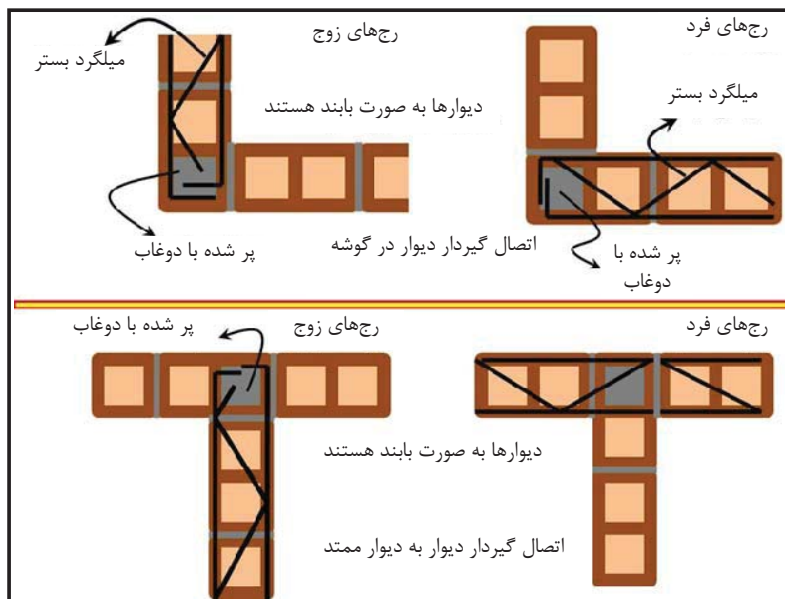 رج‌های فرد
رج‌های زوج
میلگرد بستر
میلگرد بستر
دیوارها به صورت بابند هستند
پر شده با دوغاب
اتصال گیردار دیوار در گوشه
پر شده با
دوغاب
رج‌های فرد
رج‌های زوج
پر شده با دوغاب
دیوارها به صورت بابند هستند
اتصال گیردار دیوار به دیوار ممتد